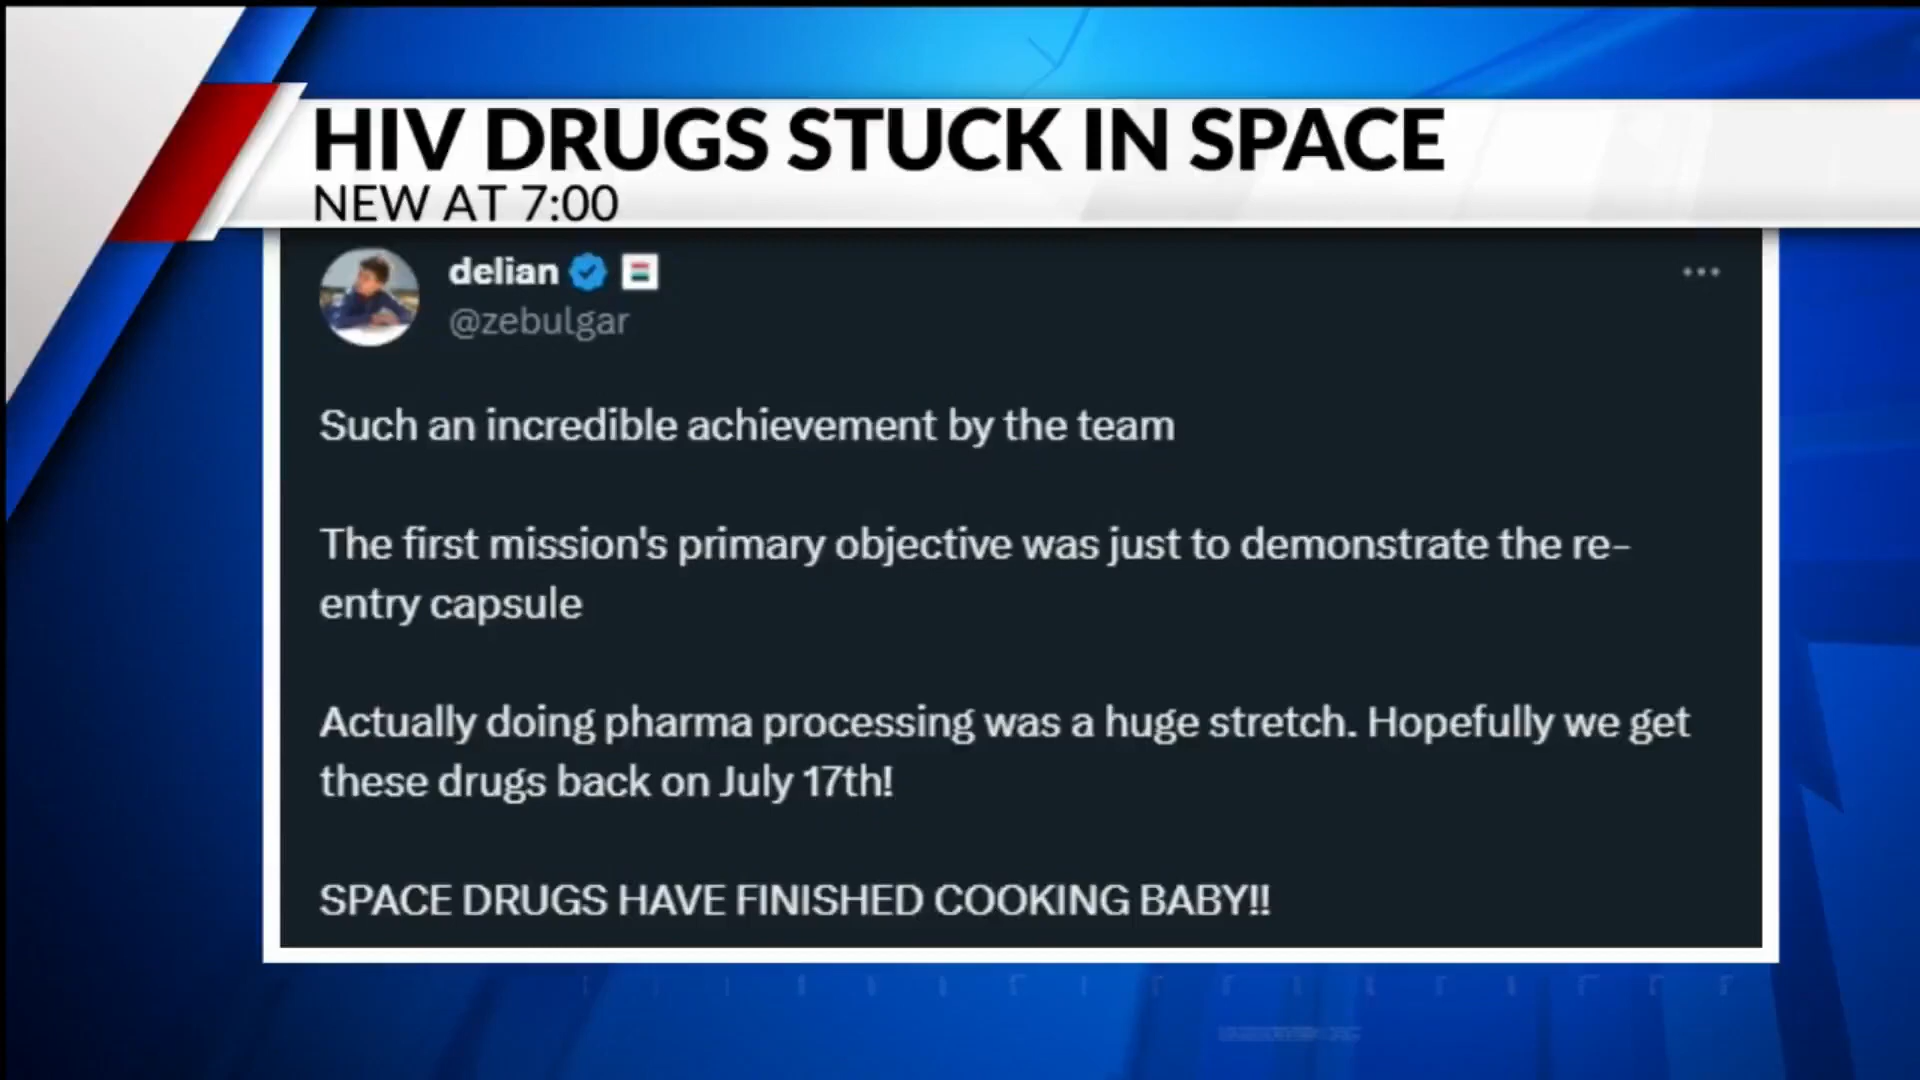 HIV DRUGS STUCK IN SPACE
NEW AT 7:00
delian
@zebulgar
Such an incredible achievement by the team
The first mission's primary objective was just to demonstrate the re-
entry capsule
Actually doing pharma processing was a huge stretch. Hopefully we get
these drugs back on July 17th!
SPACE DRUGS HAVE FINISHED COOKING BABY!!